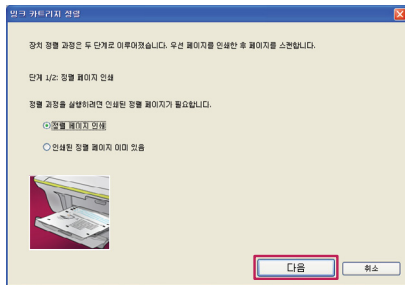 잉크 카트리지 정렬
장치 정렬 과정은 두 단계로 이루어졌습니다. 우선 페이지를 인쇄한 후 페이지를 스캔합니다.
단계 1/2: 정렬 페이지 인쇄
정렬 과정을 실행하려면 인쇄된 정렬 페이지가 필요합니다.
정렬 페이지 인쇄
인쇄된 정렬 페이지 이미 있음
다음
취소